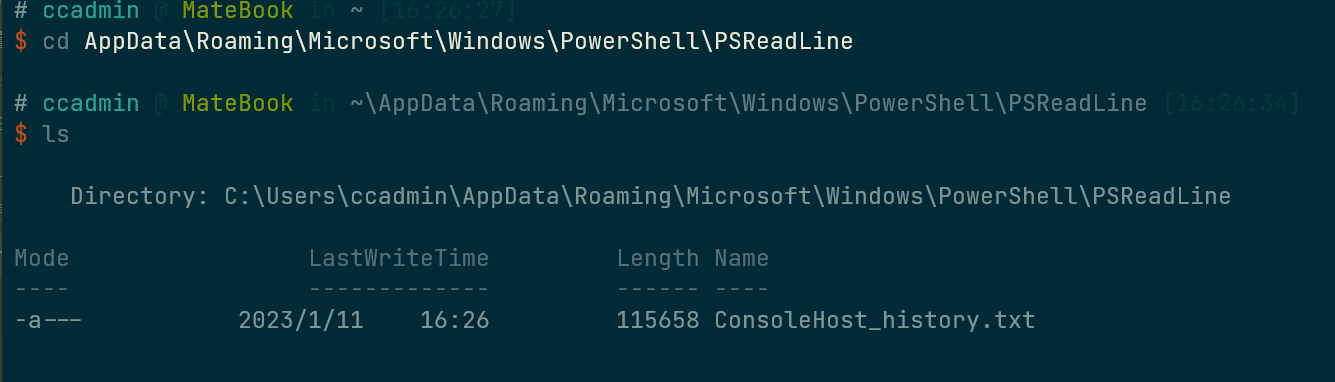 # ccadmin @ MateBook in ~ [16:26:27]
$ cd AppData\Roaming\Microsoft\Windows\PowerShell\PSReadLine
# ccadmin @ MateBook in ~\AppData\Roaming\Microsoft\Windows\PowerShell\PSReadLine [16:26:34]
$ ls
Directory: C:\Users\ccadmin\AppData\Roaming\Microsoft\Windows\PowerShell\PSReadLine
Mode LastWriteTime Length Name
---- ------------- ------ ----
-a--- 2023/1/11 16:26 115658 ConsoleHost_history.txt